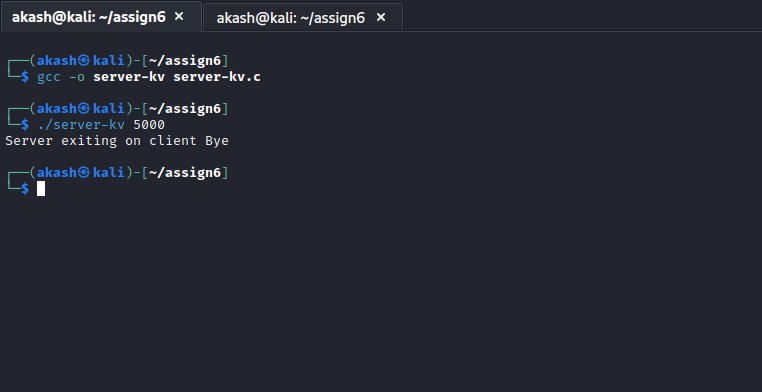 akash@kali: ~/assign6 × akash@kali: ~/assign6 ×
┌──(akash㉿kali)-[~/assign6]
└─$ gcc -o server-kv server-kv.c
┌──(akash㉿kali)-[~/assign6]
└─$ ./server-kv 5000
Server exiting on client Bye
┌──(akash㉿kali)-[~/assign6]
└─$